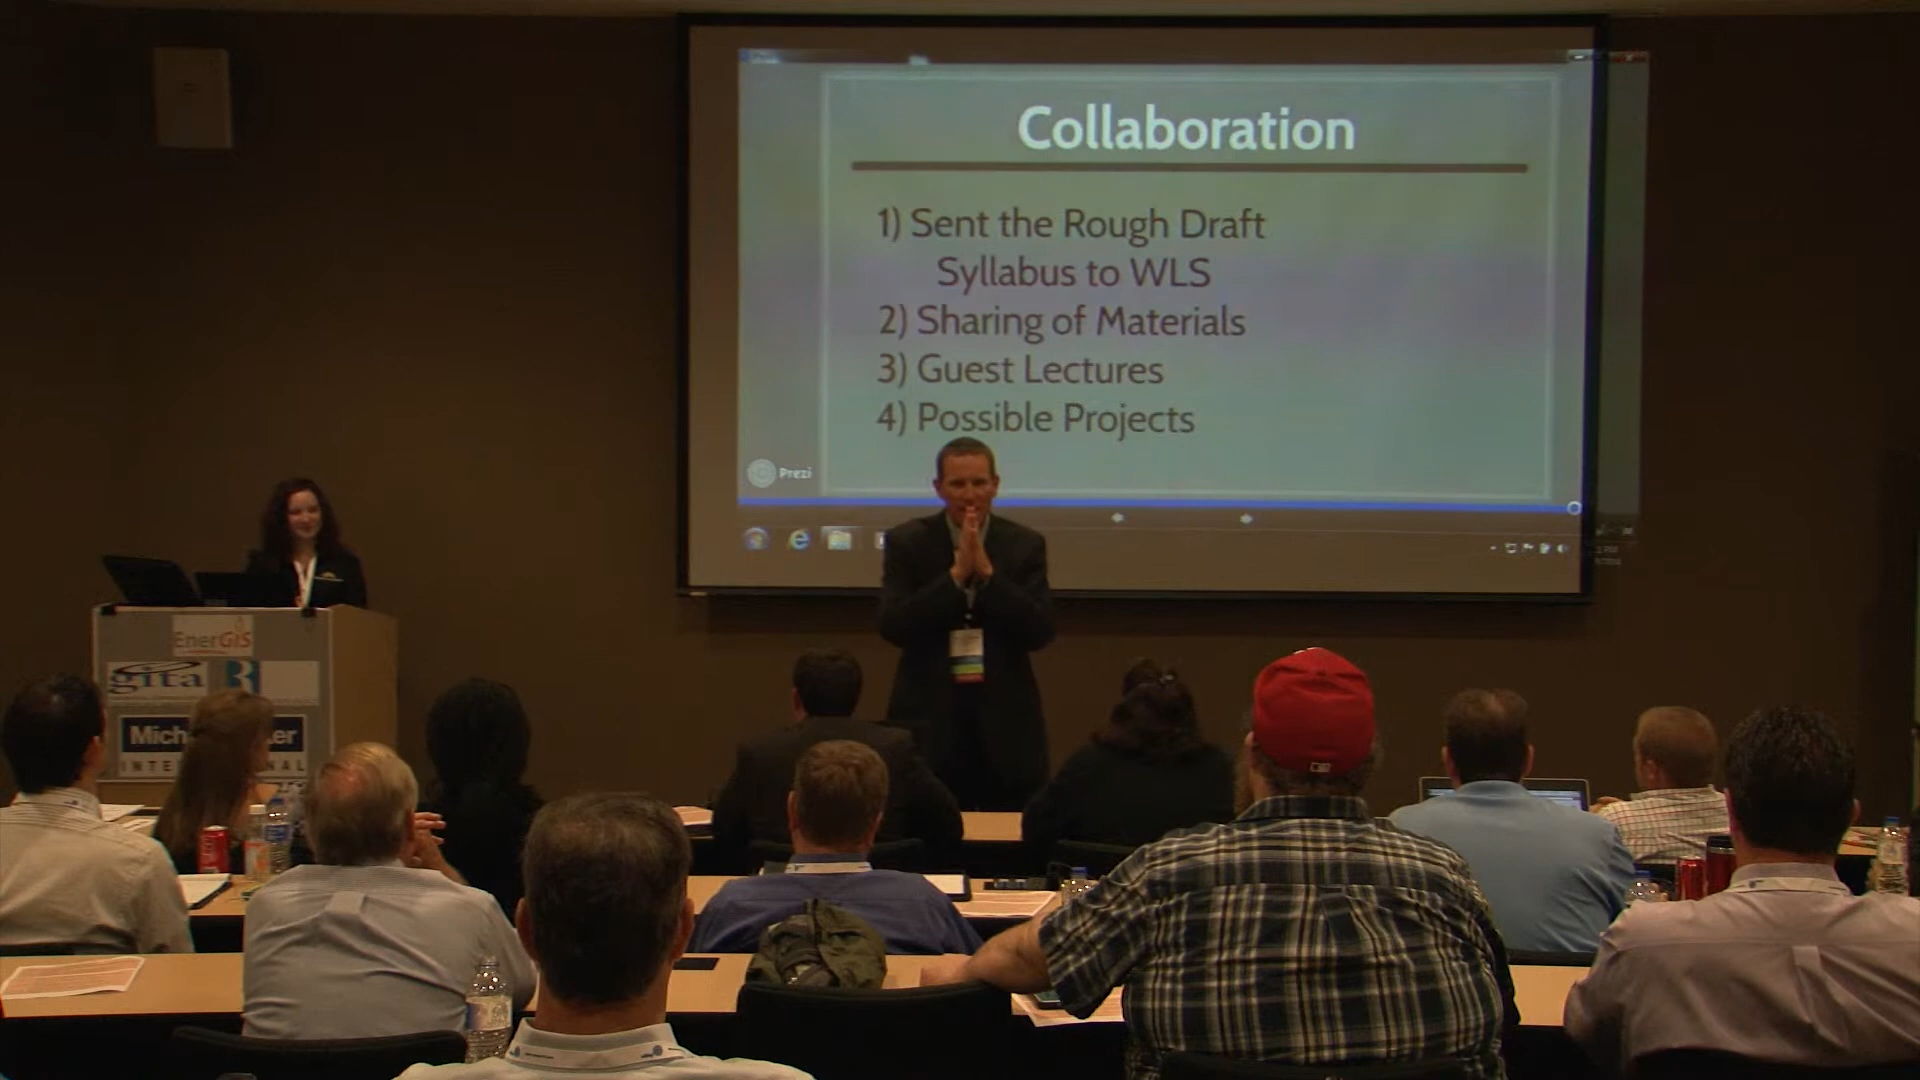 Collaboration
1) Sent the Rough Draft
Syllabus to WLS
2) Sharing of Materials
3) Guest Lectures
4) Possible Projects
Prezi
EnerGIS
gita